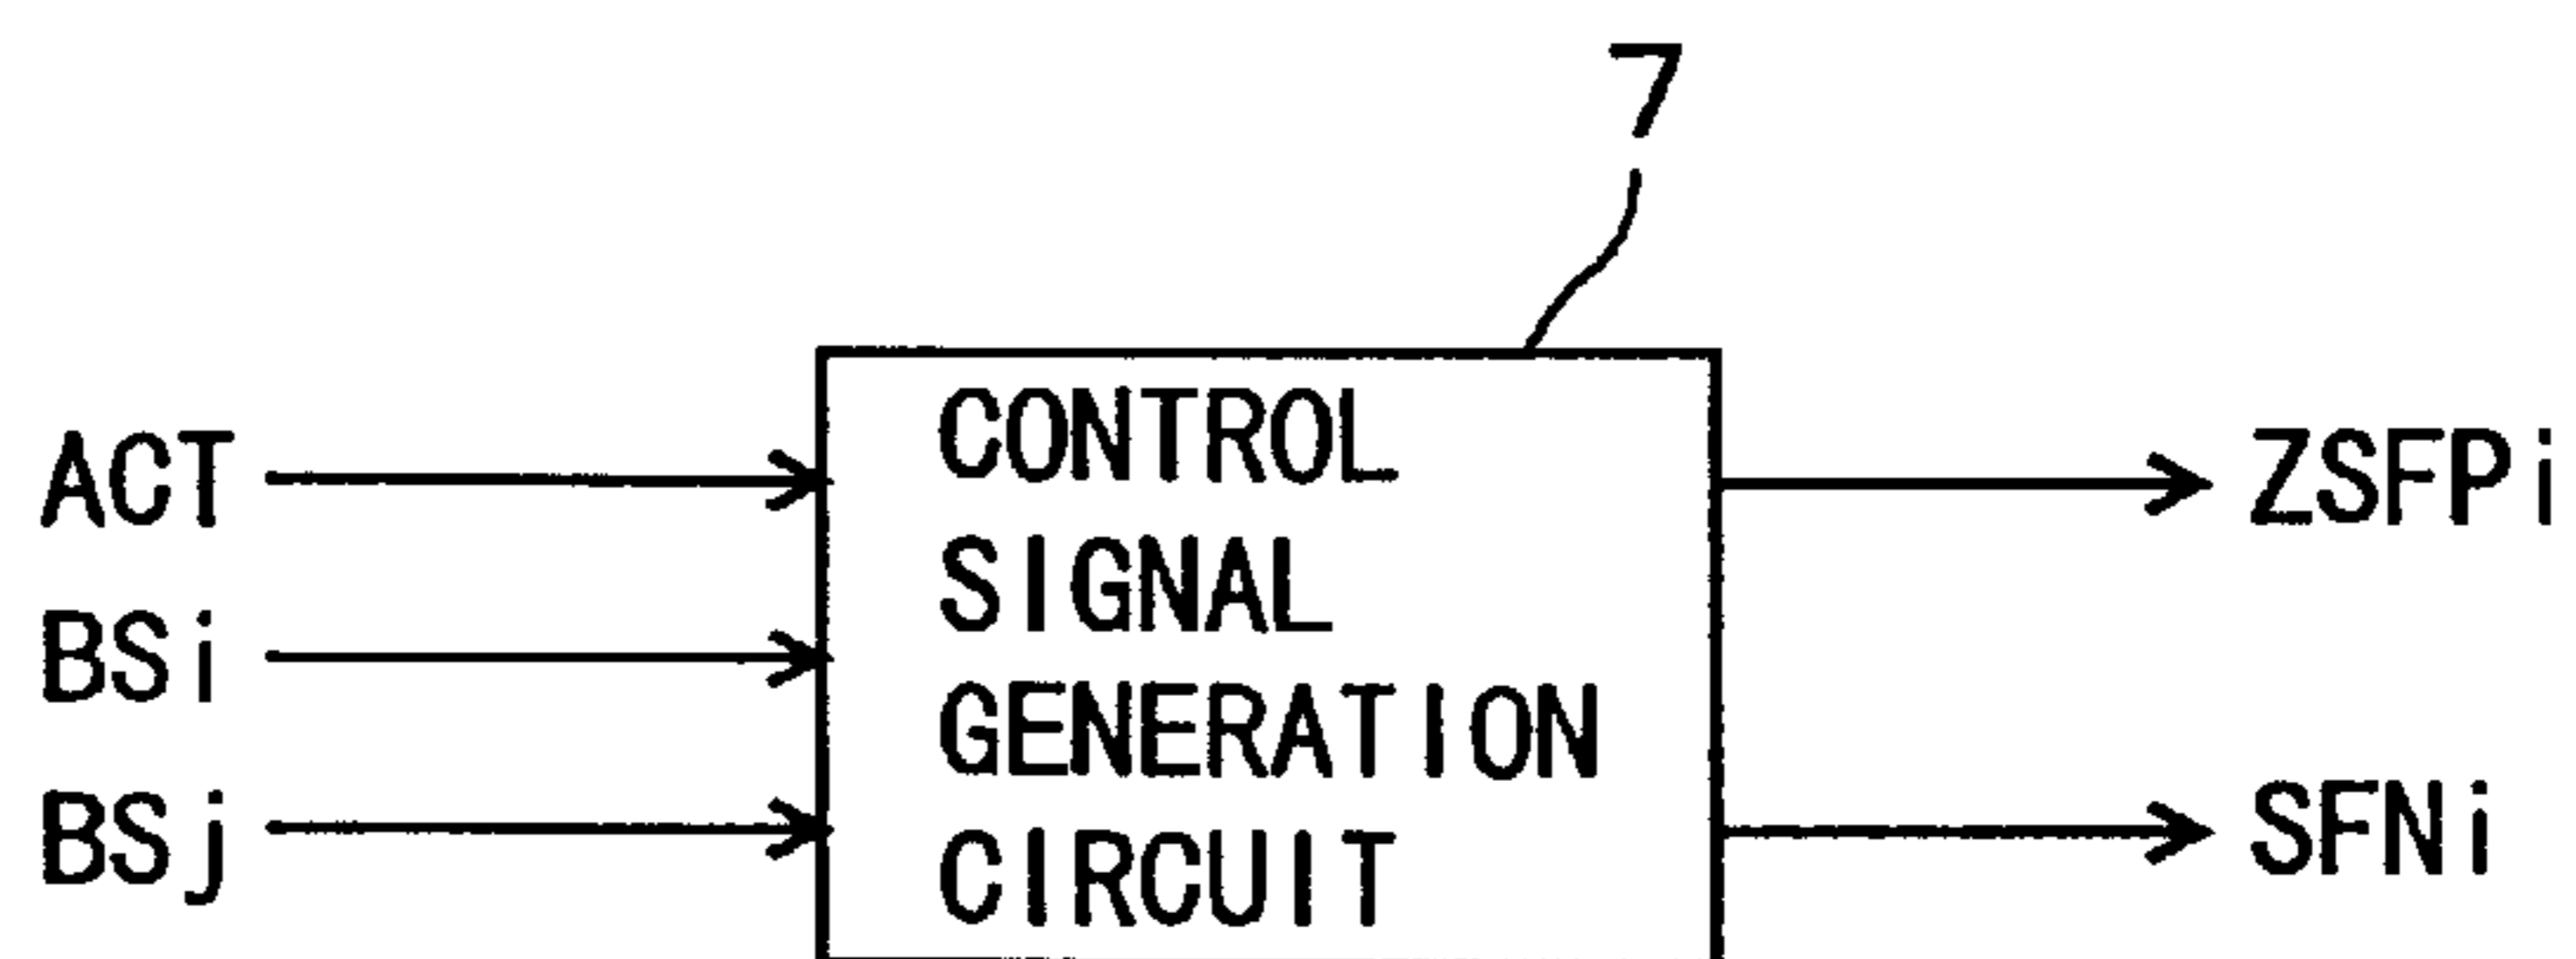 7
ACT
BSi
BSj
CONTROL
SIGNAL
GENERATION
CIRCUIT
ZSFPi
SFNi